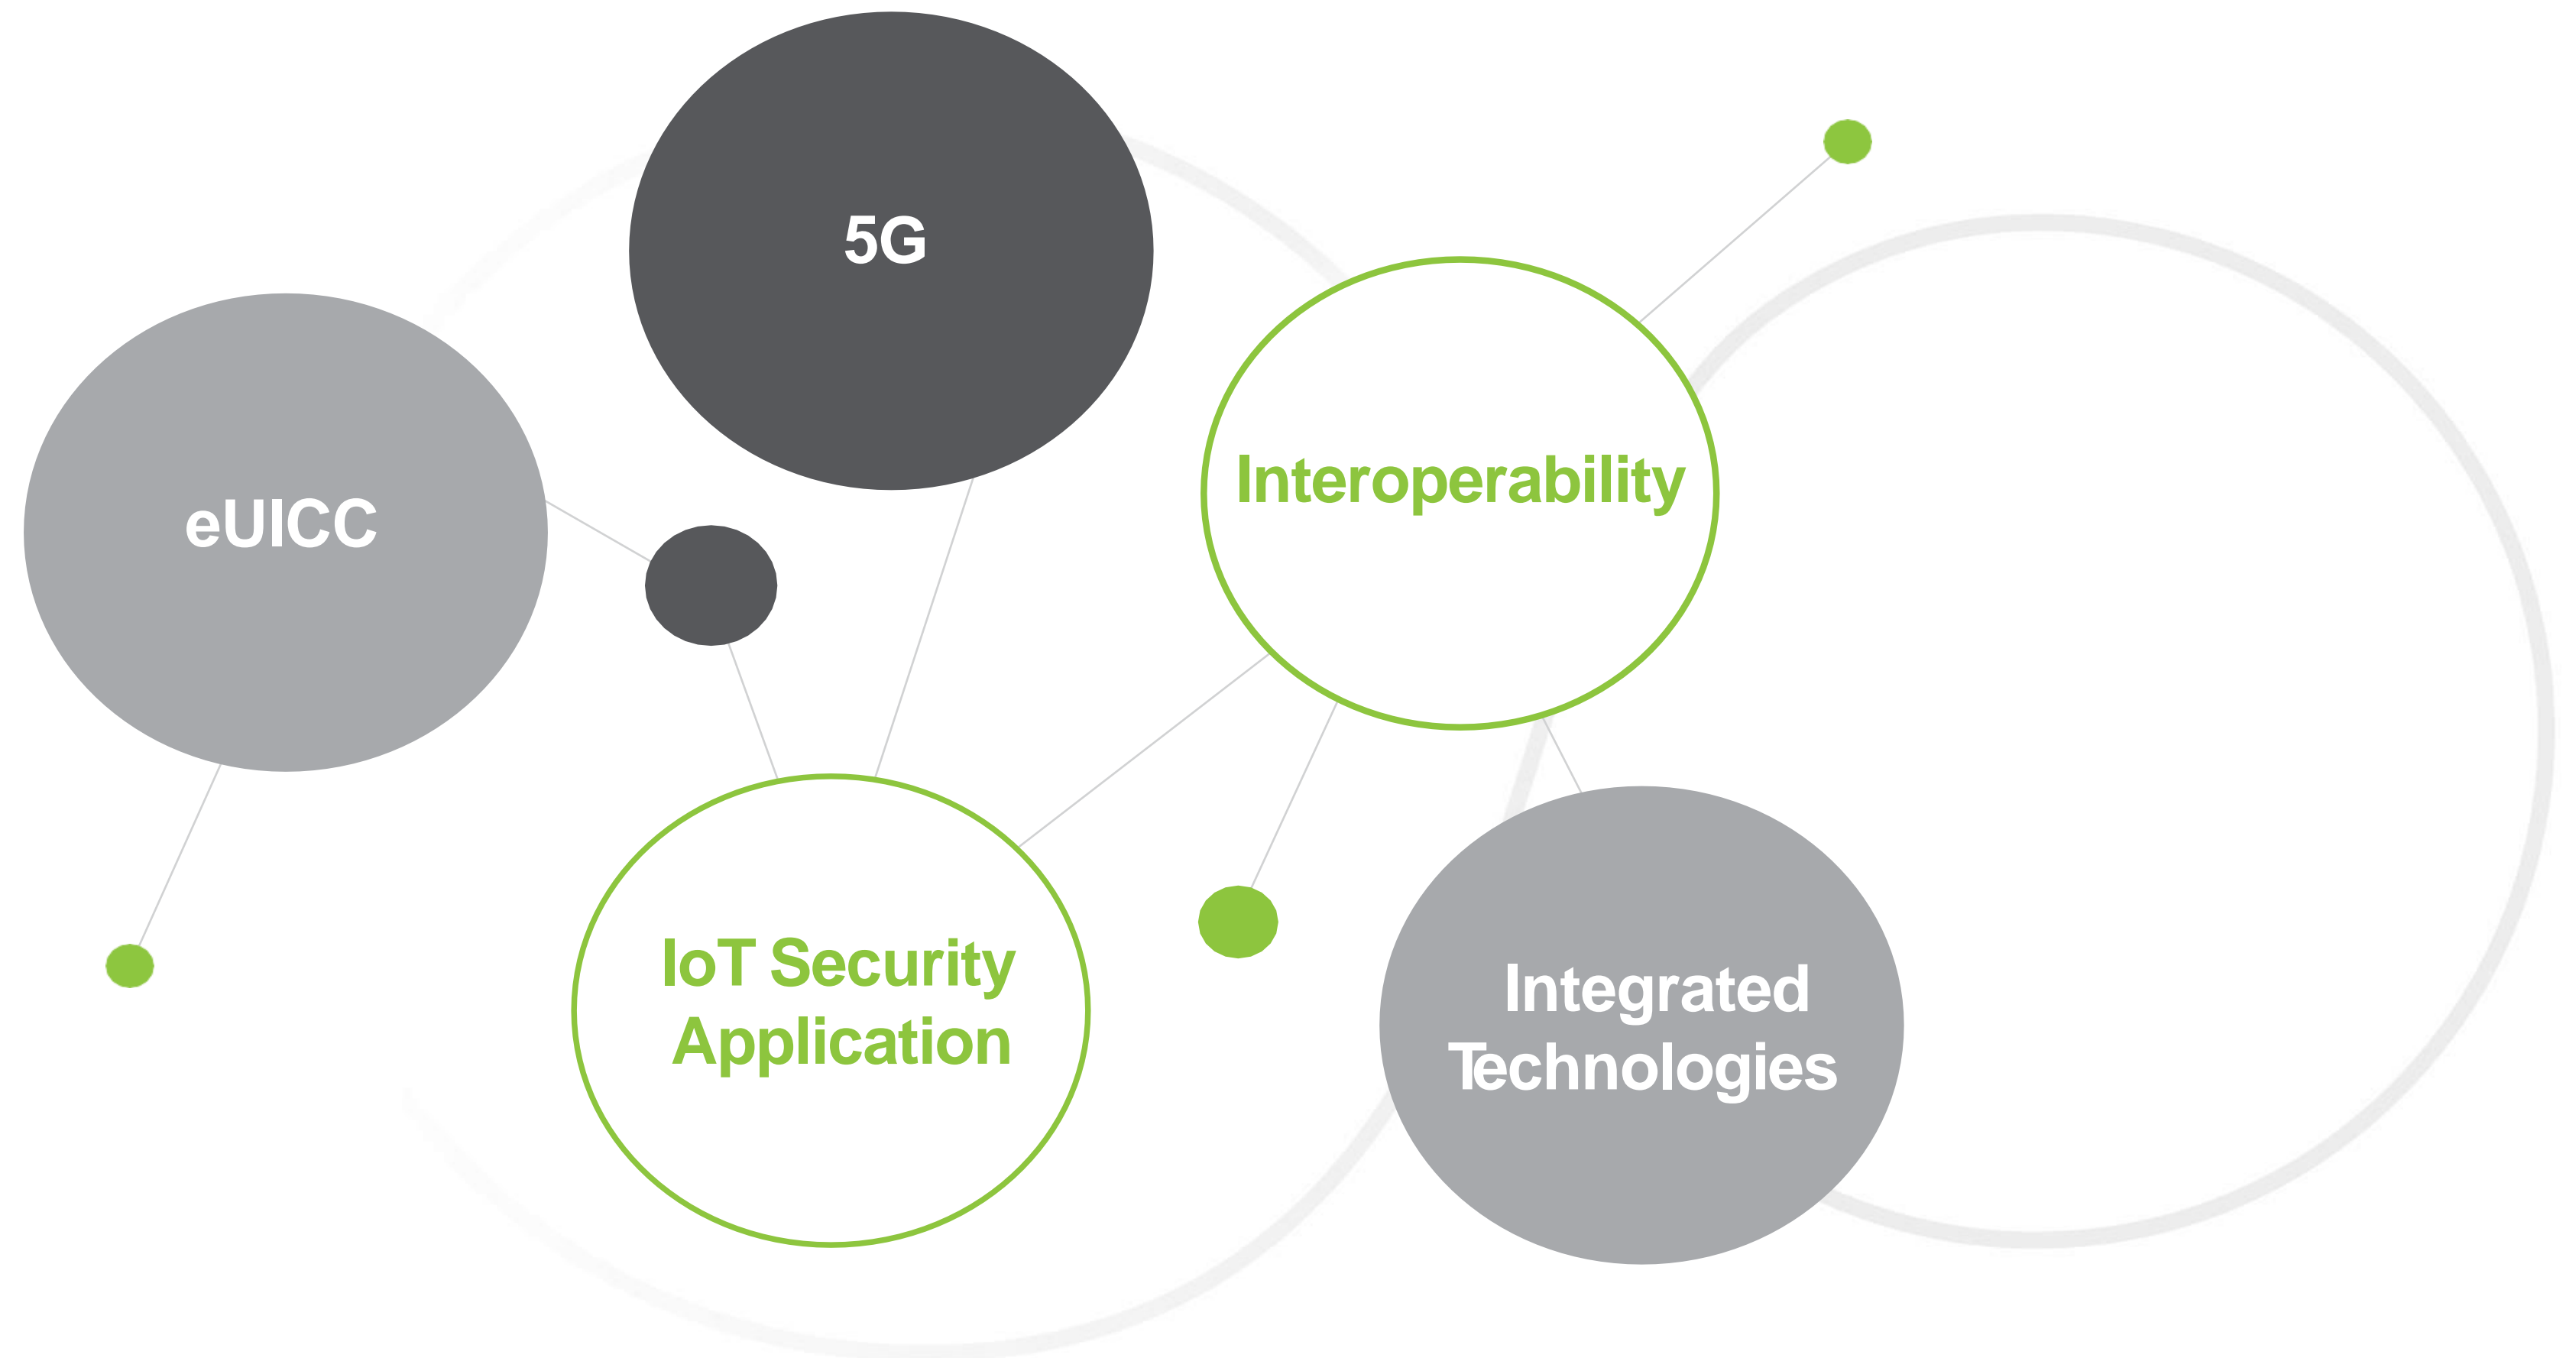 5G
eUICC
Interoperability
IoT Security
Application
Integrated
Technologies